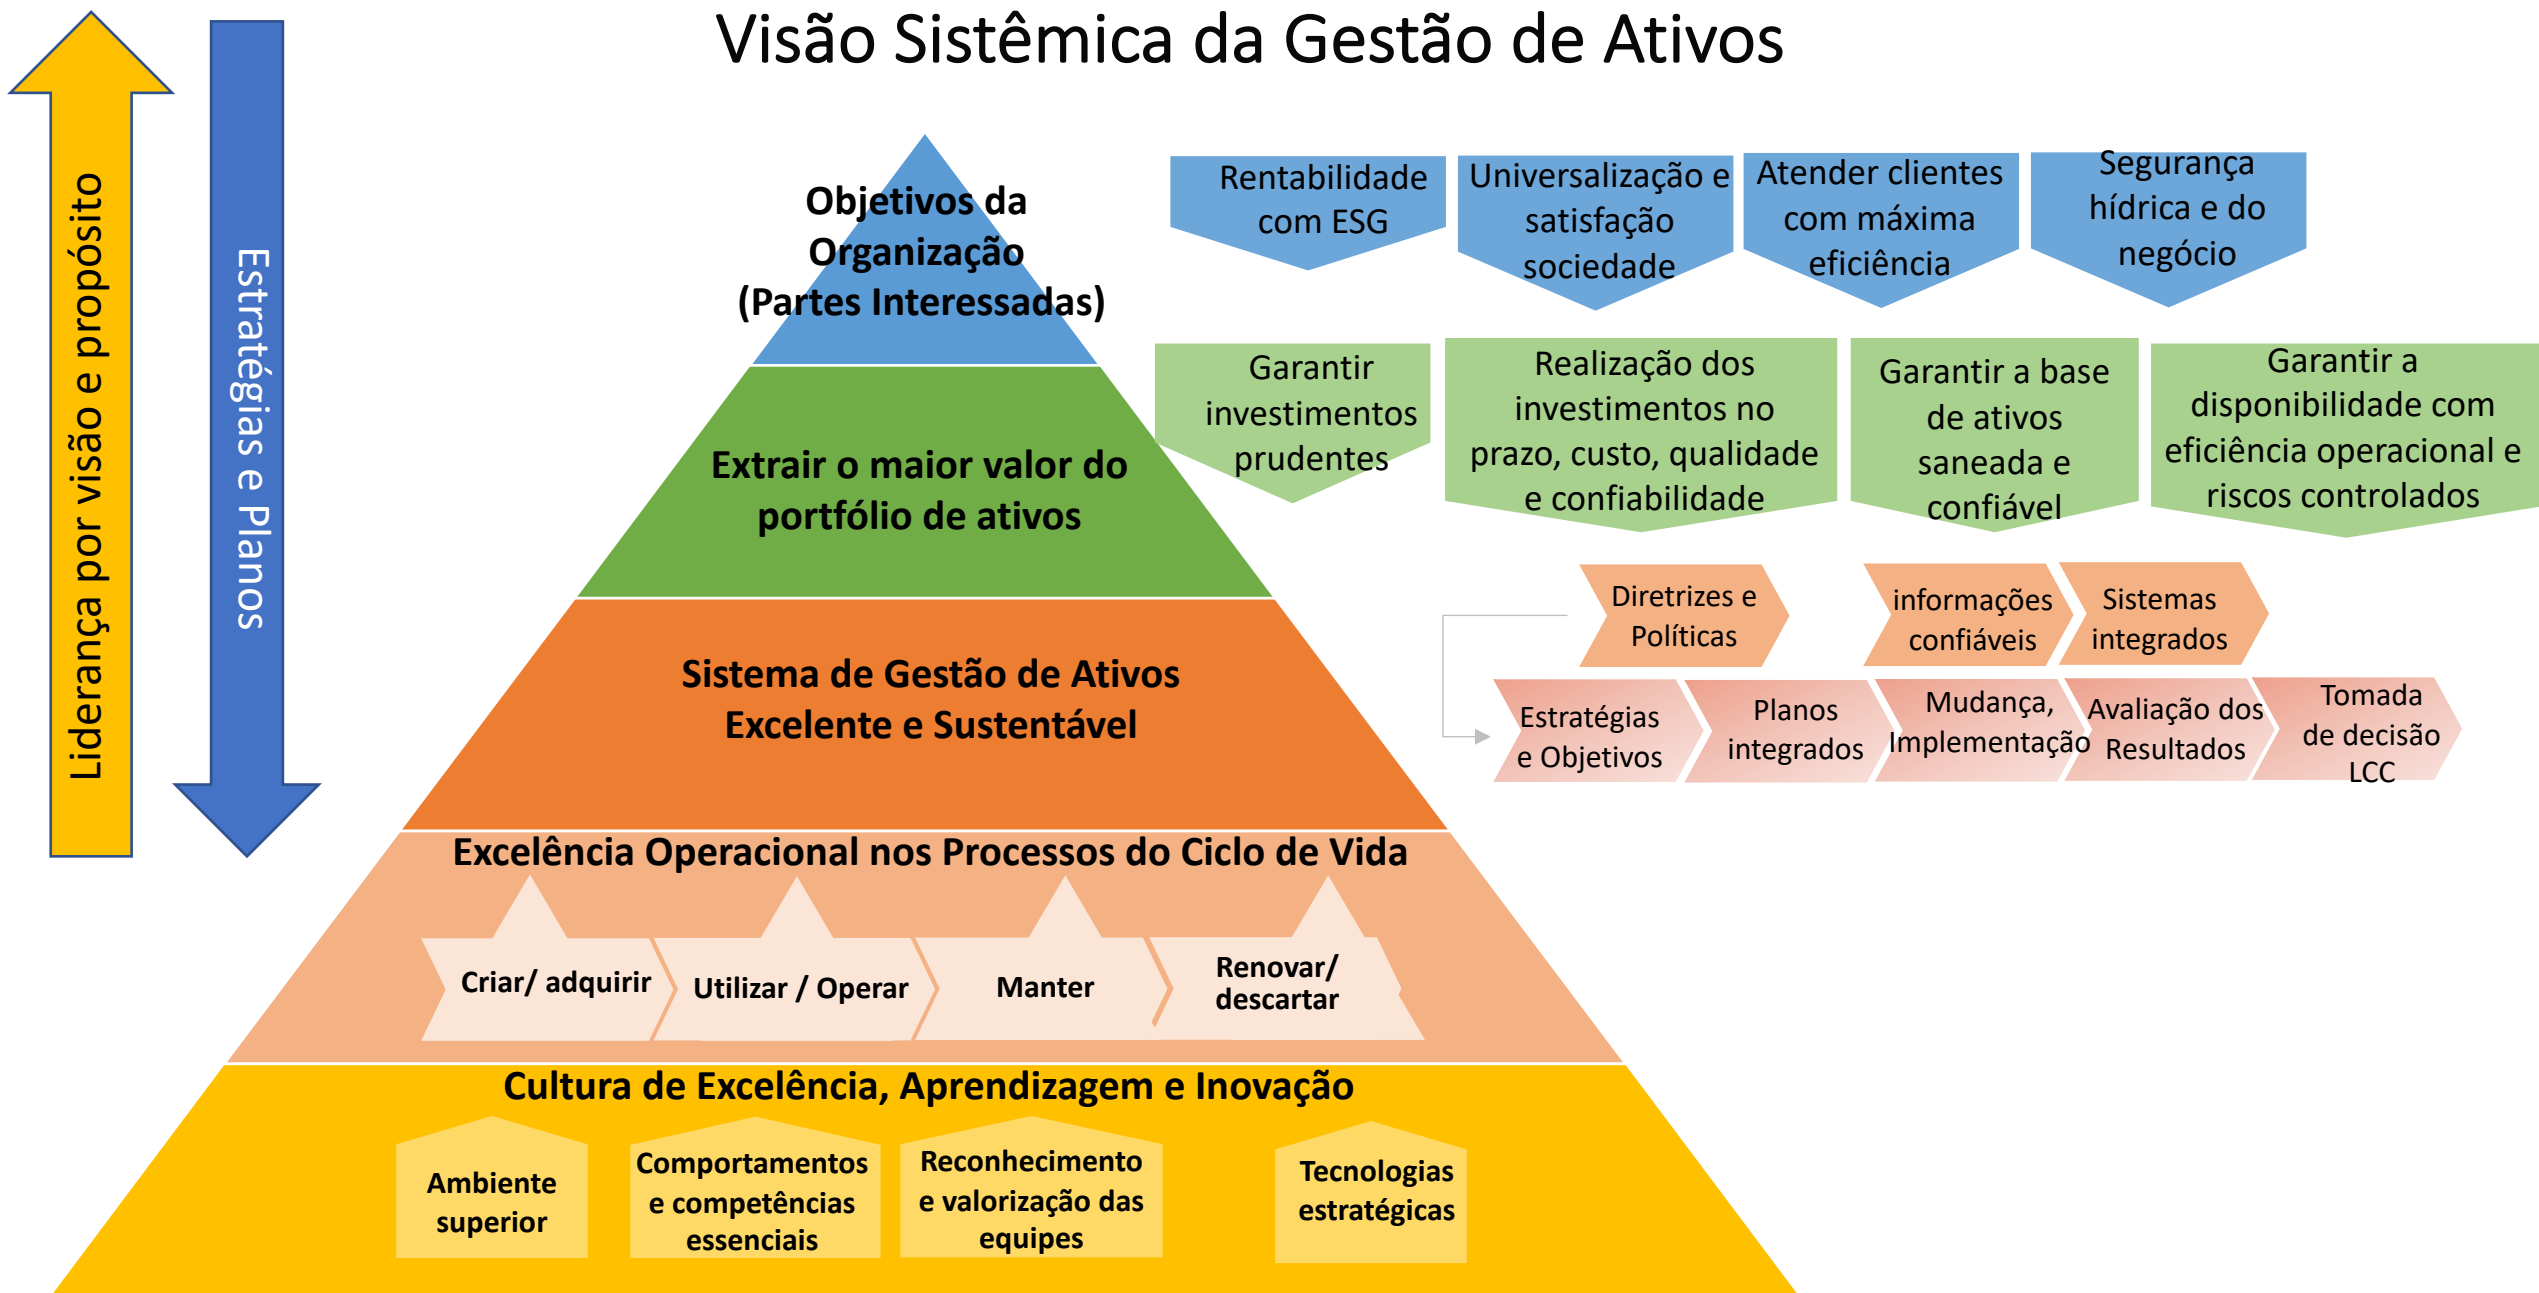 Visão Sistêmica da Gestão de Ativos
Liderança por visão e propósito
Estratégias e Planos
Objetivos da
Organização
(Partes Interessadas)
Rentabilidade
com ESG
Universalização e
satisfação
sociedade
Atender clientes
com máxima
eficiência
Segurança
hídrica e do
negócio
Extrair o maior valor do
portfólio de ativos
Garantir
investimentos
prudentes
Realização dos
investimentos no
prazo, custo, qualidade
e confiabilidade
Garantir a base
de ativos
saneada e
confiável
Garantir a
disponibilidade com
eficiência operacional e
riscos controlados
Sistema de Gestão de Ativos
Excelente e Sustentável
Diretrizes e
Políticas
informações
confiáveis
Sistemas
integrados
Estratégias
e Objetivos
Planos
integrados
Mudança,
Implementação
Avaliação dos
Resultados
Tomada
de decisão
LCC
Excelência Operacional nos Processos do Ciclo de Vida
Criar/ adquirir
Utilizar / Operar
Manter
Renovar/
descartar
Cultura de Excelência, Aprendizagem e Inovação
Ambiente
superior
Comportamentos
e competências
essenciais
Reconhecimento
e valorização das
equipes
Tecnologias
estratégicas